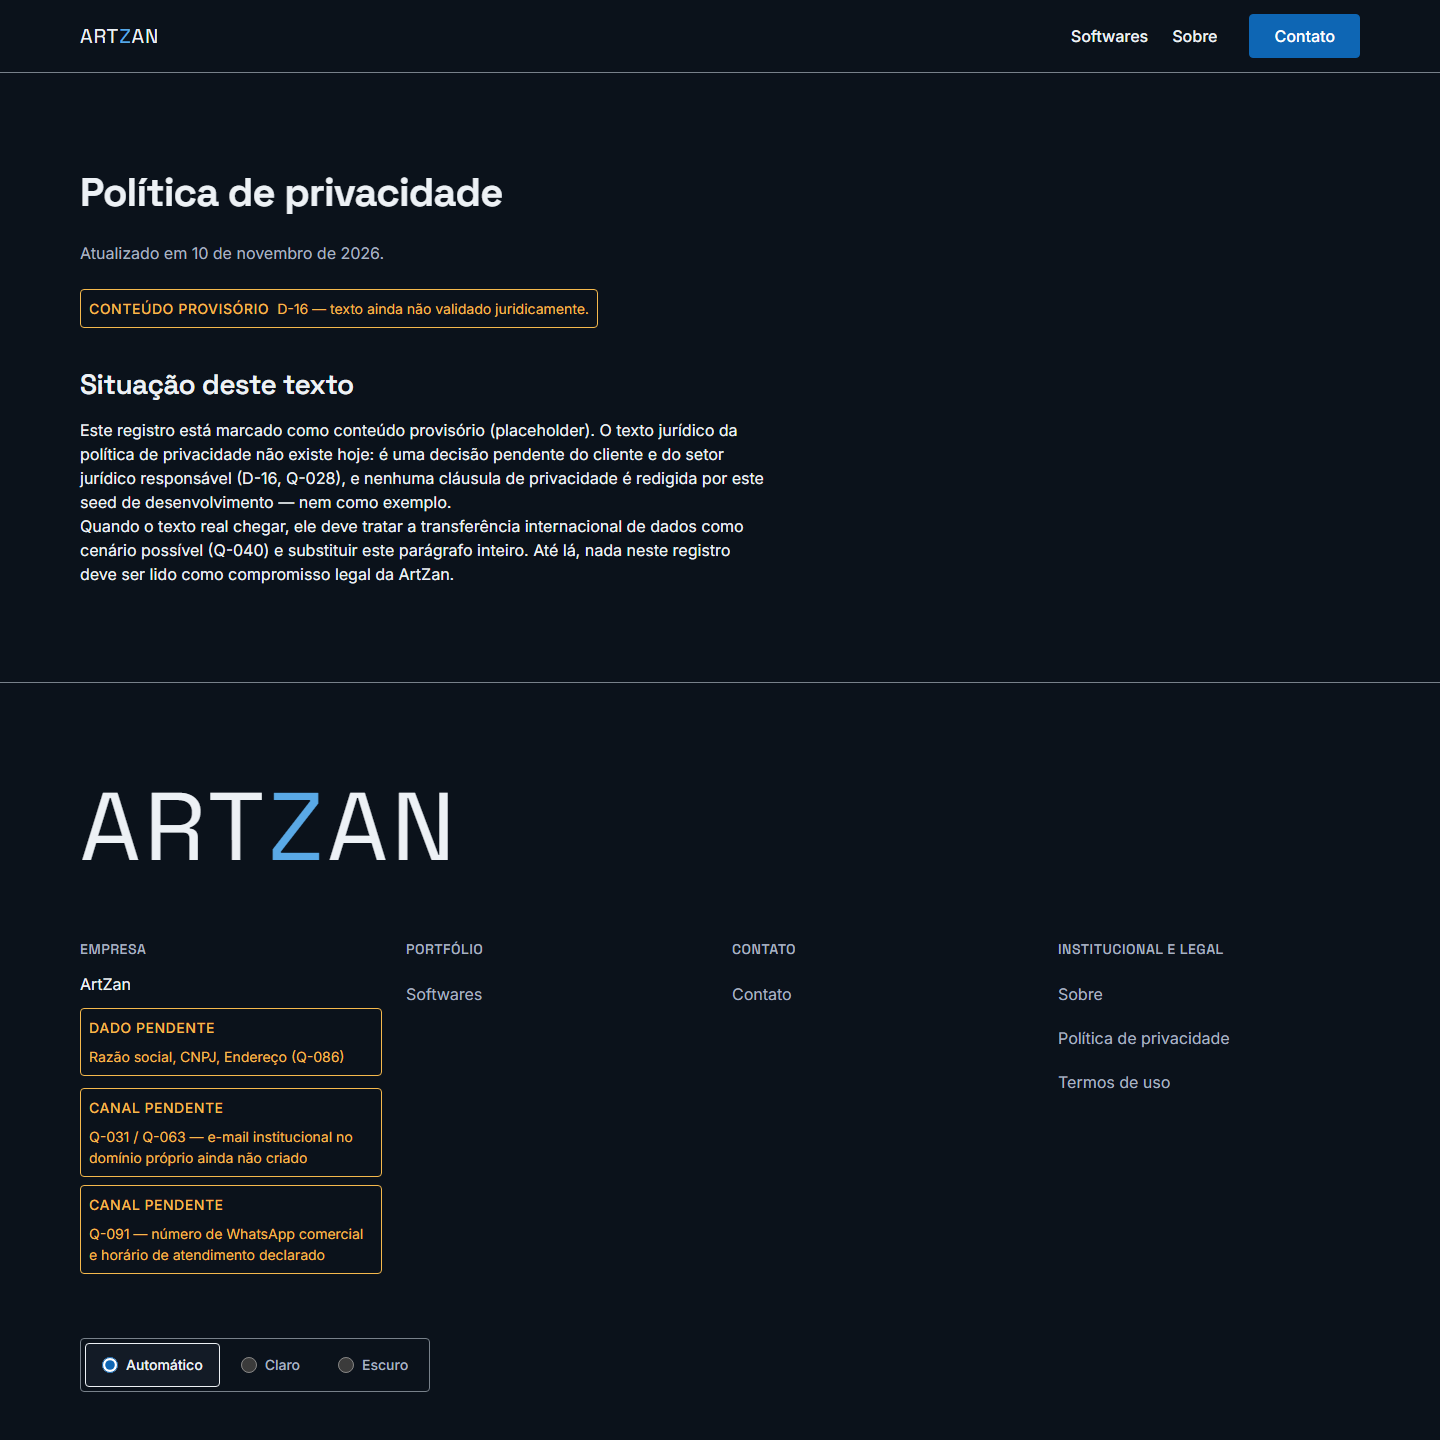 ARTZAN
Softwares
Sobre
Contato
Política de privacidade
Atualizado em 10 de novembro de 2026.
CONTEÚDO PROVISÓRIO D-16 — texto ainda não validado juridicamente.
Situação deste texto
Este registro está marcado como conteúdo provisório (placeholder). O texto jurídico da
política de privacidade não existe hoje: é uma decisão pendente do cliente e do setor
jurídico responsável (D-16, Q-028), e nenhuma cláusula de privacidade é redigida por este
seed de desenvolvimento — nem como exemplo.
Quando o texto real chegar, ele deve tratar a transferência internacional de dados como
cenário possível (Q-040) e substituir este parágrafo inteiro. Até lá, nada neste registro
deve ser lido como compromisso legal da ArtZan.
ARTZAN
EMPRESA
ArtZan
DADO PENDENTE
Razão social, CNPJ, Endereço (Q-086)
CANAL PENDENTE
Q-031 / Q-063 — e-mail institucional no
domínio próprio ainda não criado
CANAL PENDENTE
Q-091 — número de WhatsApp comercial
e horário de atendimento declarado
PORTFÓLIO
Softwares
CONTATO
Contato
INSTITUCIONAL E LEGAL
Sobre
Política de privacidade
Termos de uso
Automático
Claro
Escuro